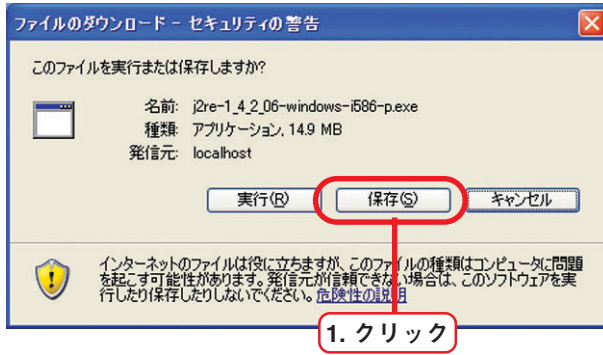 ファイルのダウンロード - セキュリティの警告
このファイルを実行または保存しますか?
名前: j2re-1_4_2_06-windows-i586-p.exe
種類: アプリケーション, 14.9 MB
発信元: localhost
実行(R) 保存(S) キャンセル
インターネットのファイルは役に立ちますが、このファイルの種類はコンピュータに問題
を起こす可能性があります。発信元が信頼できない場合は、このソフトウェアを実
行したり保存したりしないでください。危険性の説明
1. クリック